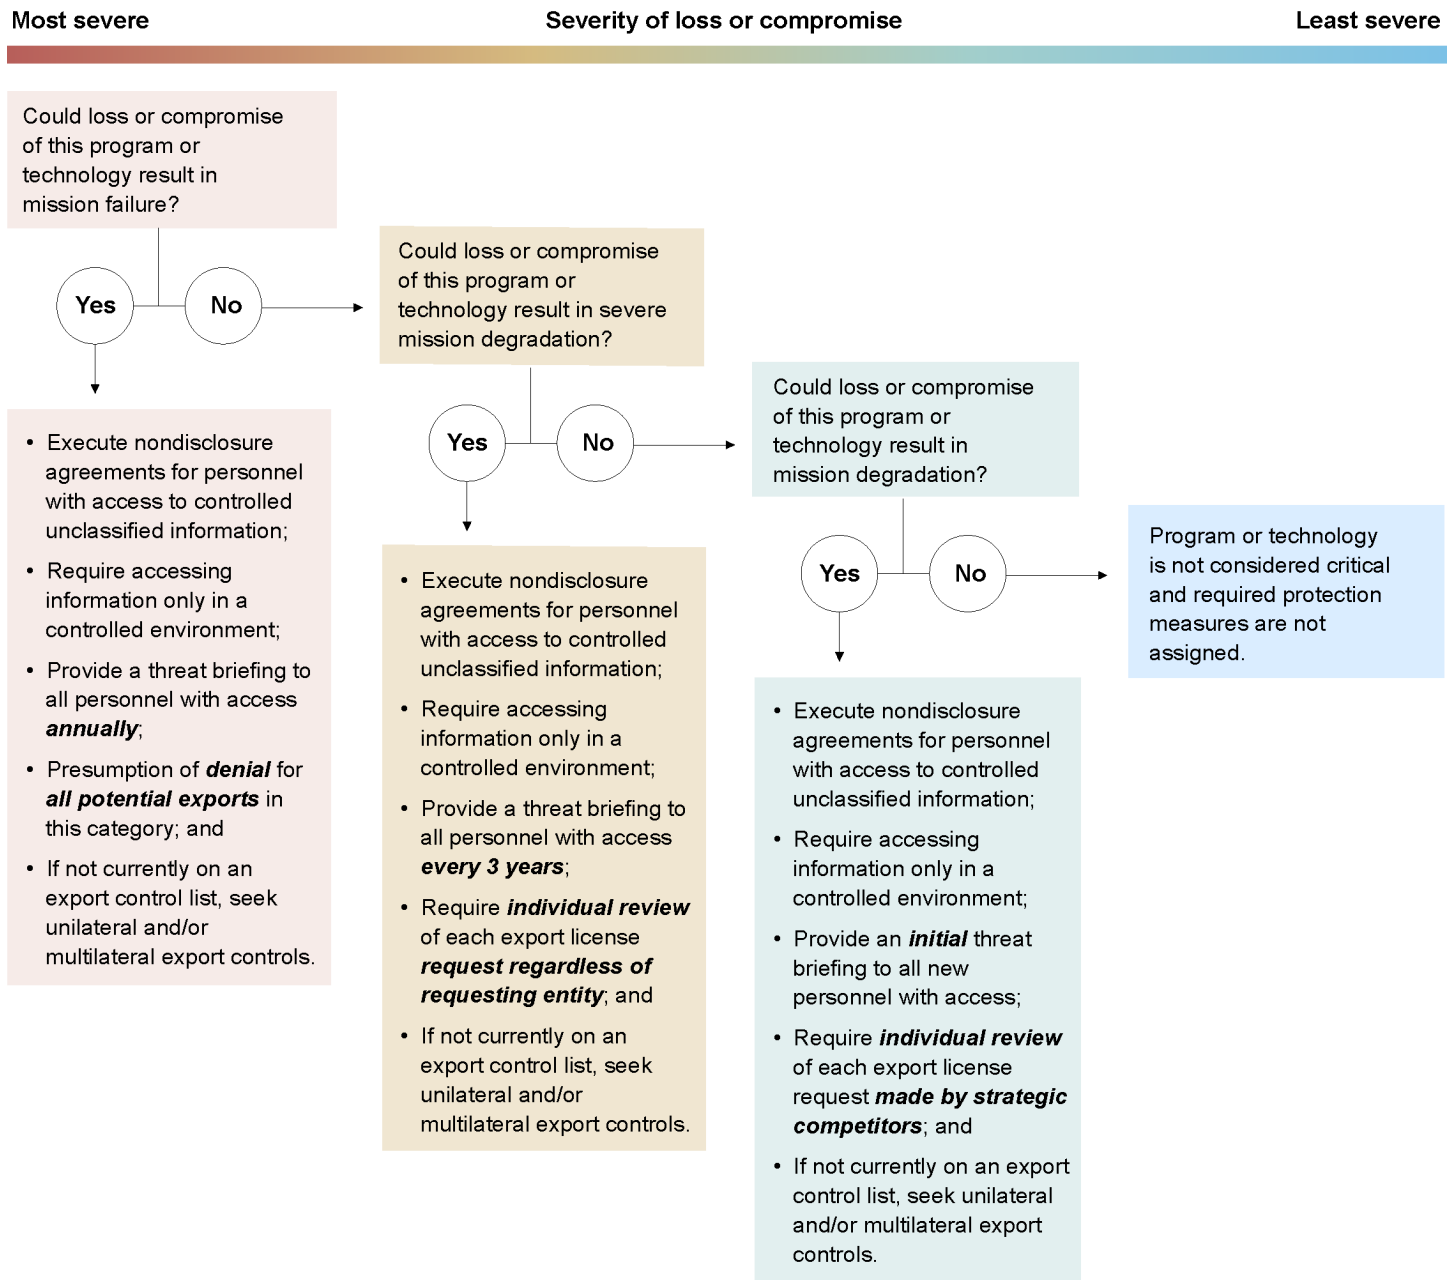 Most severe
Severity of loss or compromise
Least severe
Could loss or compromise
of this program or
technology result in
mission failure?
Yes
No
• Execute nondisclosure
agreements for personnel
with access to controlled
unclassified information;
• Require accessing
information only in a
controlled environment;
• Provide a threat briefing to
all personnel with access
annually;
• Presumption of denial for
all potential exports in
this category; and
• If not currently on an
export control list, seek
unilateral and/or
multilateral export controls.
Could loss or compromise
of this program or
technology result in severe
mission degradation?
Yes
No
• Execute nondisclosure
agreements for personnel
with access to controlled
unclassified information;
• Require accessing
information only in a
controlled environment;
• Provide a threat briefing to
all personnel with access
every 3 years;
• Require individual review
of each export license
request regardless of
requesting entity; and
• If not currently on an
export control list, seek
unilateral and/or
multilateral export controls.
Could loss or compromise
of this program or
technology result in
mission degradation?
Yes
No
• Execute nondisclosure
agreements for personnel
with access to controlled
unclassified information;
• Require accessing
information only in a
controlled environment;
• Provide an initial threat
briefing to all new
personnel with access;
• Require individual review
of each export license
request made by strategic
competitors; and
• If not currently on an export
control list, seek unilateral
and/or multilateral export
controls.
Program or technology
is not considered critical
and required protection
measures are not
assigned.